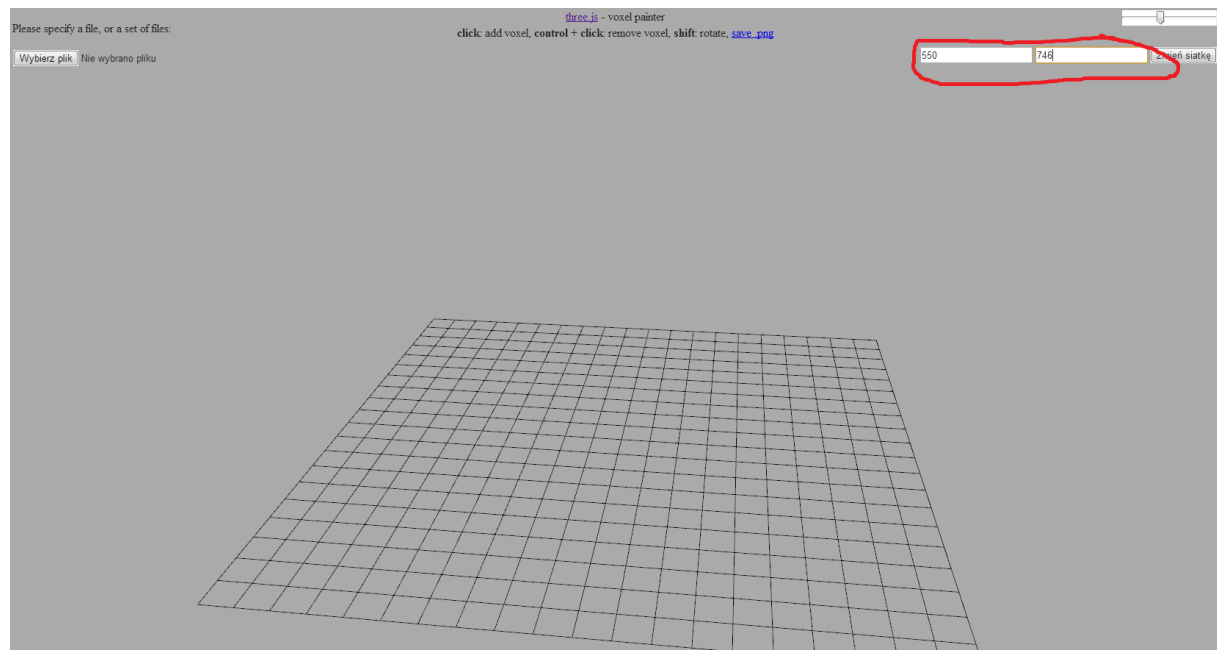 three.js - voxel painter
Please specify a file, or a set of files:
click: add voxel, control + click: remove voxel, shift: rotate, save .png
Wybierz plik Nie wybrano pliku
550 746 zmień siatkę